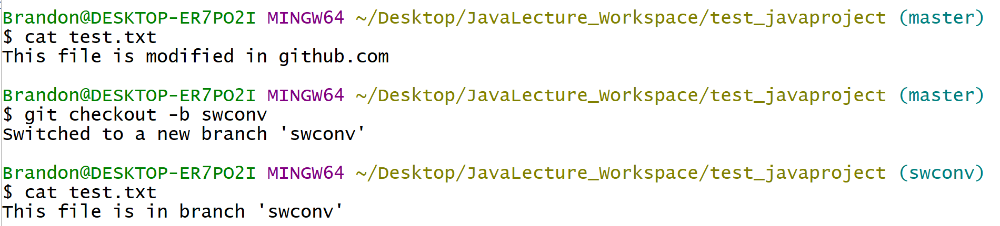 Brandon@DESKTOP-ER7PO2I MINGW64 ~/Desktop/JavaLecture_Workspace/test_javaproject (master)
$ cat test.txt
This file is modified in github.com
Brandon@DESKTOP-ER7PO2I MINGW64 ~/Desktop/JavaLecture_Workspace/test_javaproject (master)
$ git checkout -b swconv
Switched to a new branch 'swconv'
Brandon@DESKTOP-ER7PO2I MINGW64 ~/Desktop/JavaLecture_Workspace/test_javaproject (swconv)
$ cat test.txt
This file is in branch 'swconv'